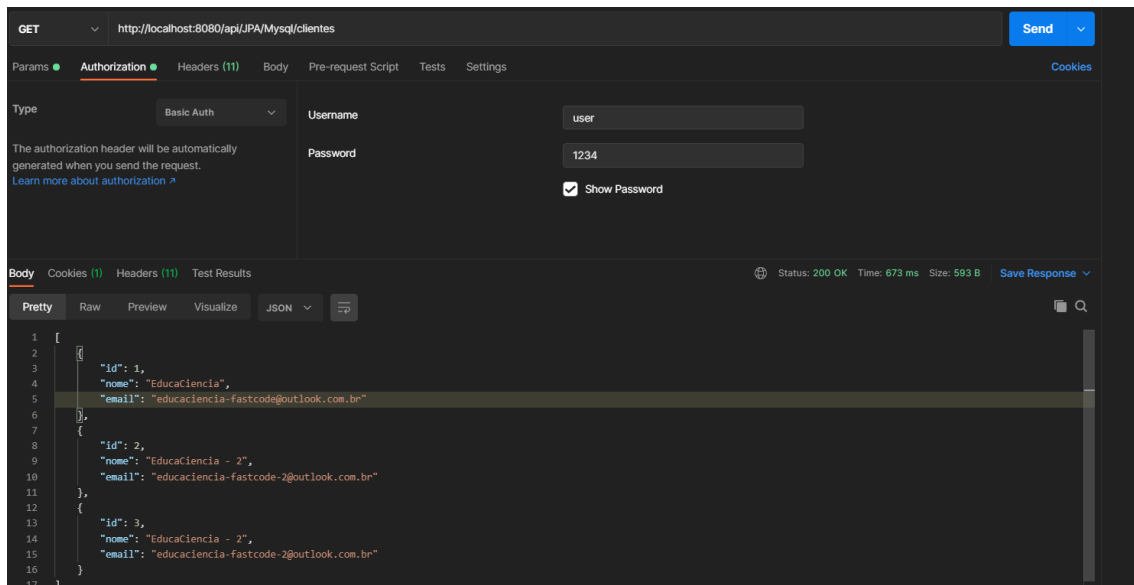 GET http://localhost:8080/api/JPA/Mysql/clientes Send
Params Authorization Headers (11) Body Pre-request Script Tests Settings Cookies
Type Basic Auth
Username user
The authorization header will be automatically
generated when you send the request.
Learn more about authorization ↗
Password 1234
Show Password
Body Cookies (1) Headers (11) Test Results Status: 200 OK Time: 673 ms Size: 593 B Save Response
Pretty Raw Preview Visualize JSON
1 [
2 {
3 "id": 1,
4 "nome": "EducaCiencia",
5 "email": "educaciencia-fastcode@outlook.com.br"
6 },
7 {
8 "id": 2,
9 "nome": "EducaCiencia - 2",
10 "email": "educaciencia-fastcode-2@outlook.com.br"
11 },
12 {
13 "id": 3,
14 "nome": "EducaCiencia - 2",
15 "email": "educaciencia-fastcode-2@outlook.com.br"
16 }
17 ]